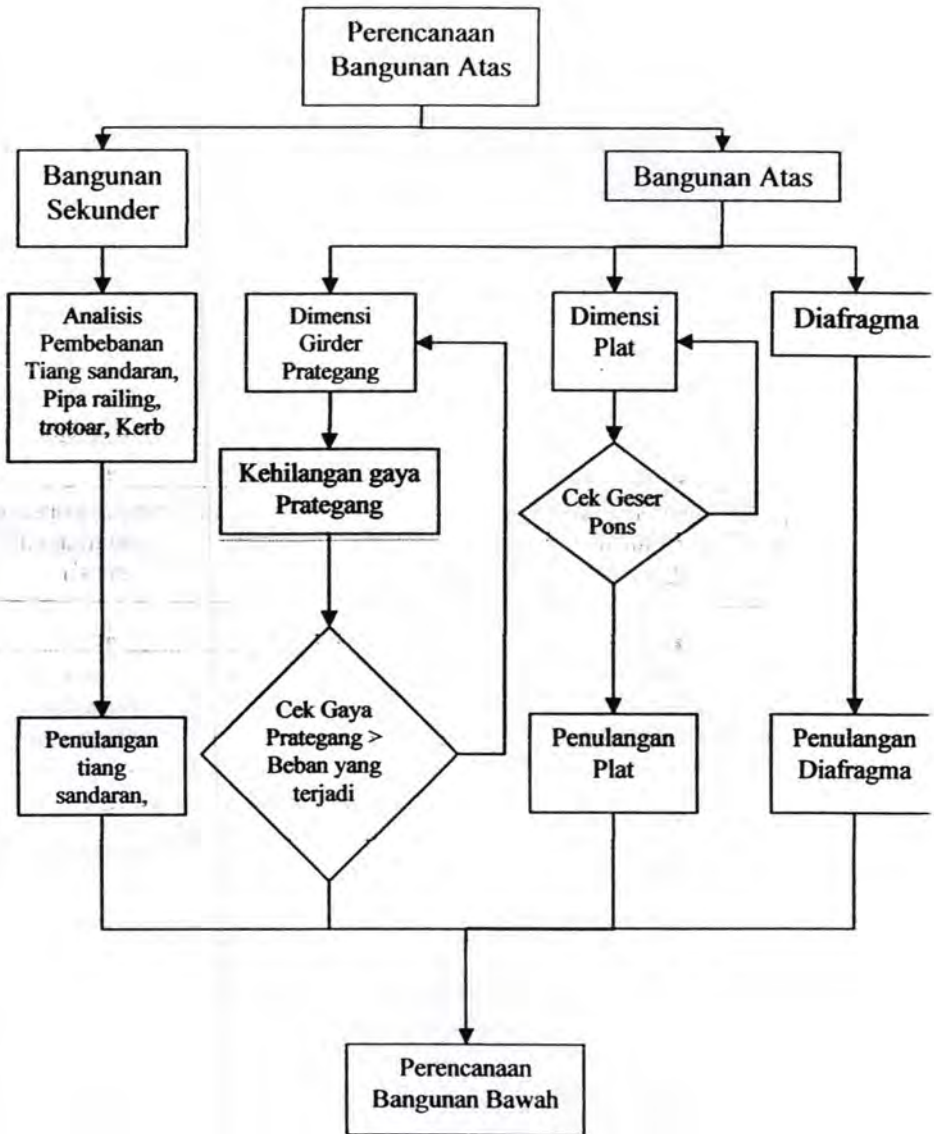 Perencanaan
Bangunan Atas
Bangunan
Sekunder
Bangunan Atas
Analisis
Pembebanan
Tiang sandaran,
Pipa railing,
trotoar, Kerb
Dimensi
Girder
Prategang
Dimensi
Plat
Diafragma
Kehilangan gaya
Prategang
Cek Geser
Pons
Penulangan
tiang
sandaran,
Cek Gaya
Prategang >
Beban yang
terjadi
Penulangan
Plat
Penulangan
Diafragma
Perencanaan
Bangunan Bawah